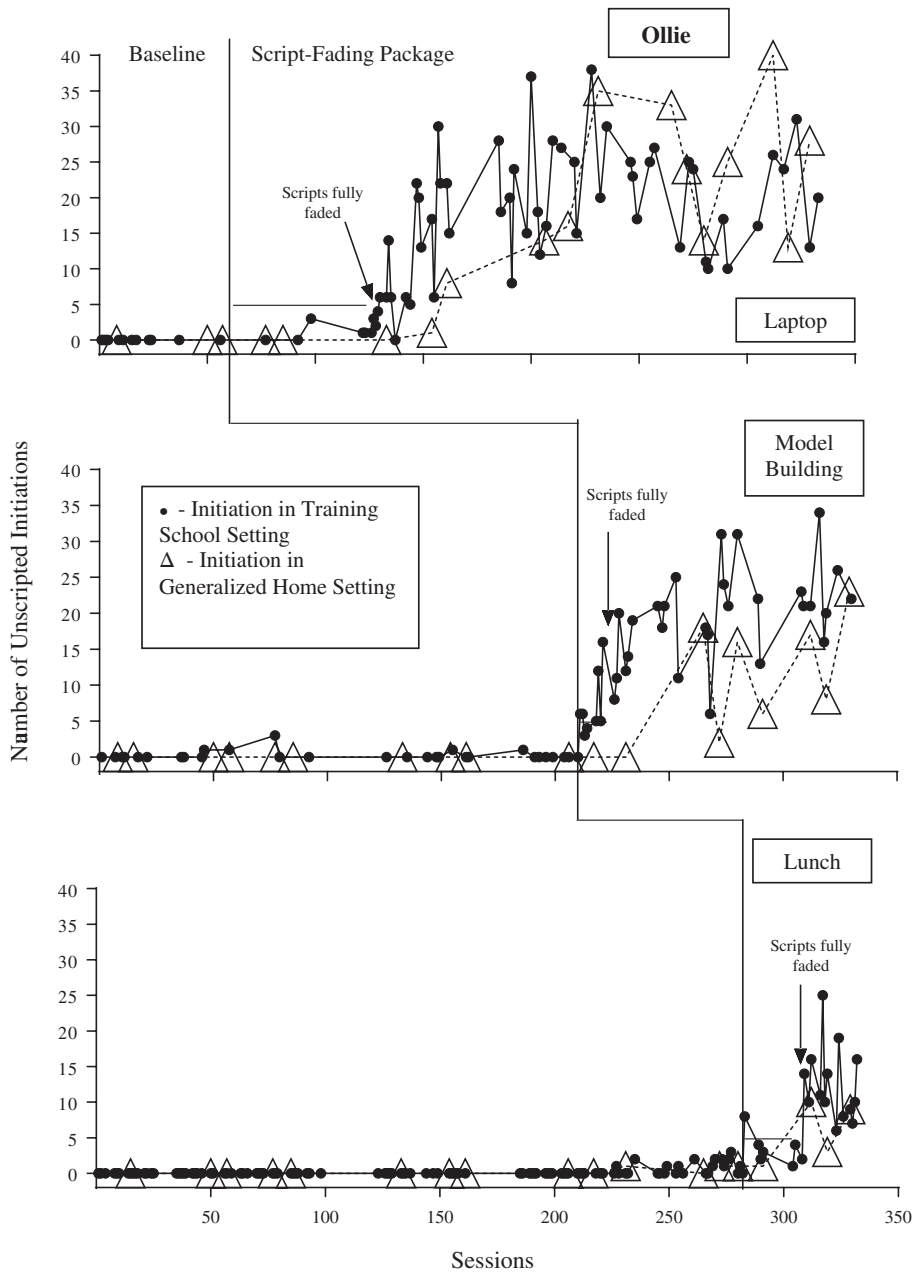 Ollie
Baseline
Script-Fading Package
40
35
30
25
20
15
10
5
0
Scripts fully
faded
Laptop
Number of Unscripted Initiations
Model
Building
40
35
30
25
20
15
10
5
0
● - Initiation in Training
School Setting
Δ - Initiation in
Generalized Home Setting
Scripts fully
faded
Lunch
40
35
30
25
20
15
10
5
0
Scripts fully
faded
50 100 150 200 250 300 350
Sessions